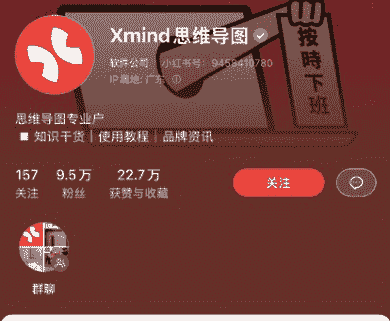 Xmind思维导图
按時下班
软件公司 小红书号：9458410780
IP属地：广东
思维导图专业户
知识干货｜使用教程｜品牌资讯
157 9.5万 22.7万
关注 粉丝 获赞与收藏
关注
群聊